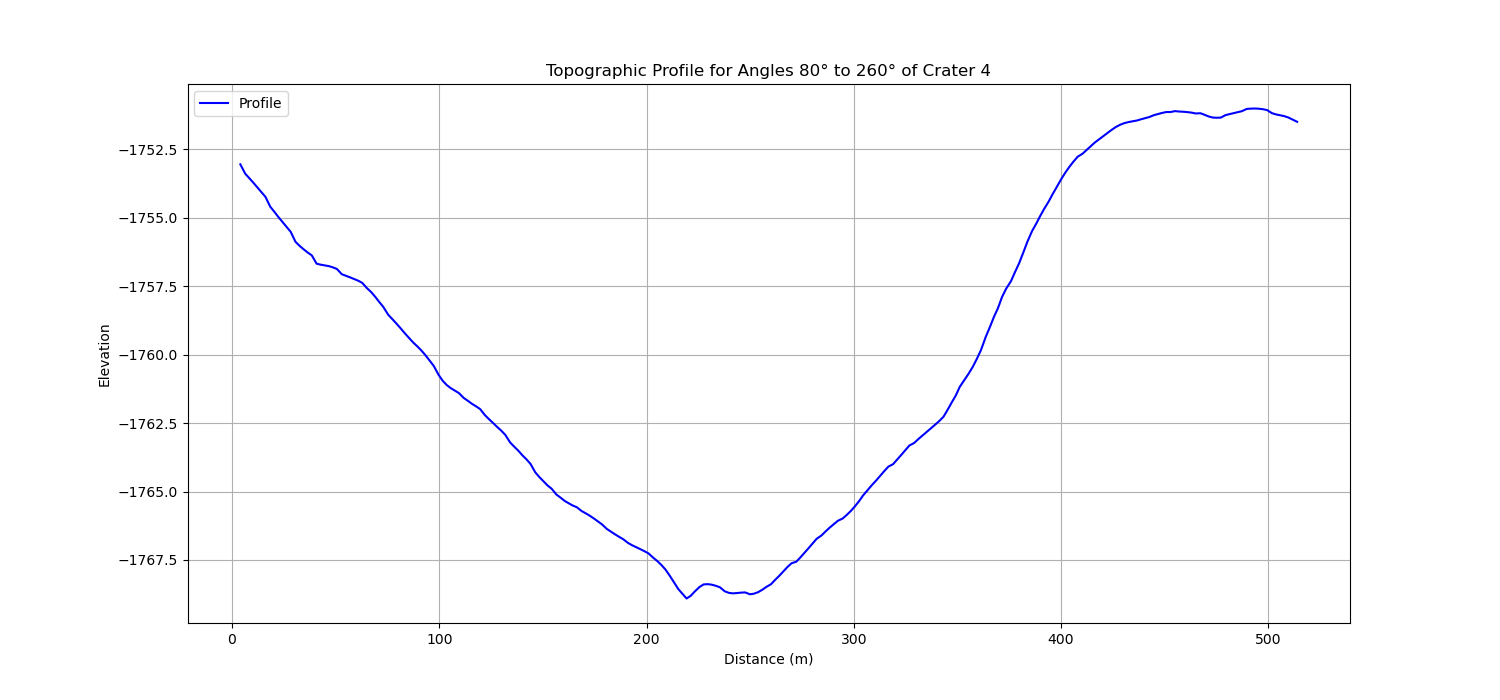 Topographic Profile for Angles 80° to 260° of Crater 4
Profile
−1752.5
−1755.0
−1757.5
−1760.0
−1762.5
−1765.0
−1767.5
Elevation
0 100 200 300 400 500
Distance (m)